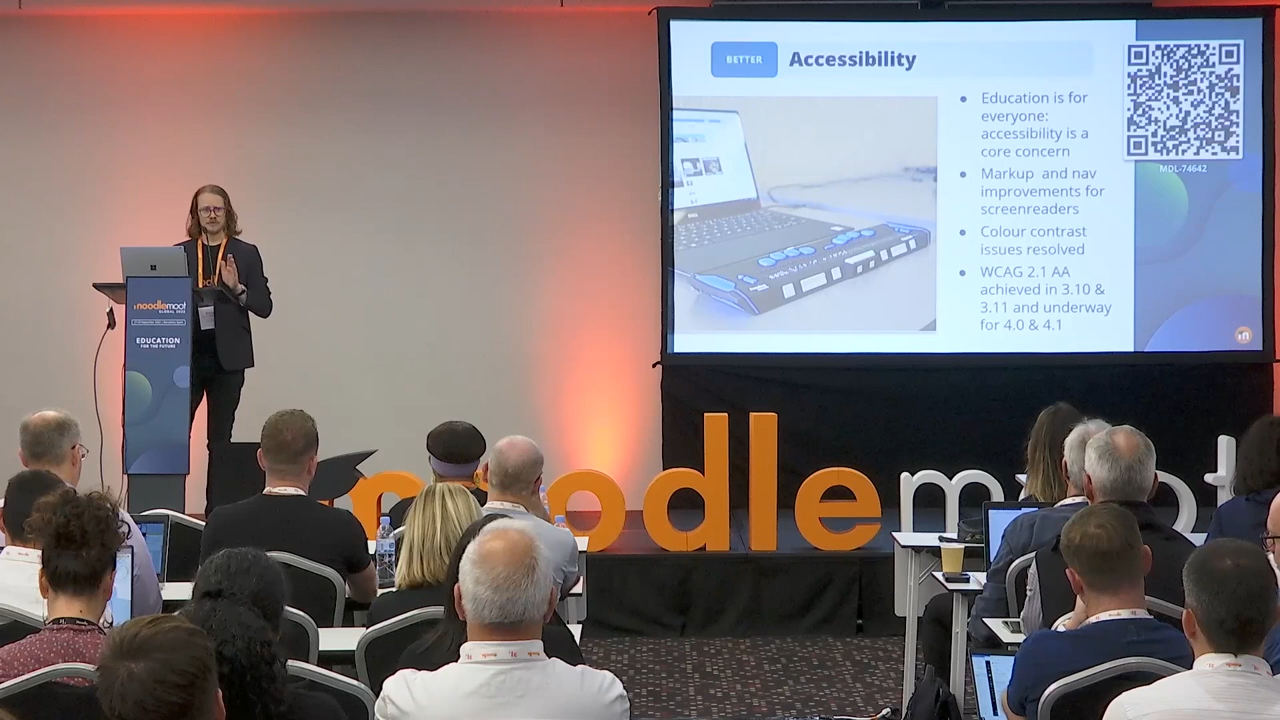 BETTER
Accessibility
• Education is for
everyone:
accessibility is a
core concern
• Markup and nav
improvements for
screenreaders
• Colour contrast
issues resolved
• WCAG 2.1 AA
achieved in 3.10 &
3.11 and underway
for 4.0 & 4.1
MDL-74642
moodlemoot
EDUCATION
FOR THE FUTURE
moodlemoot